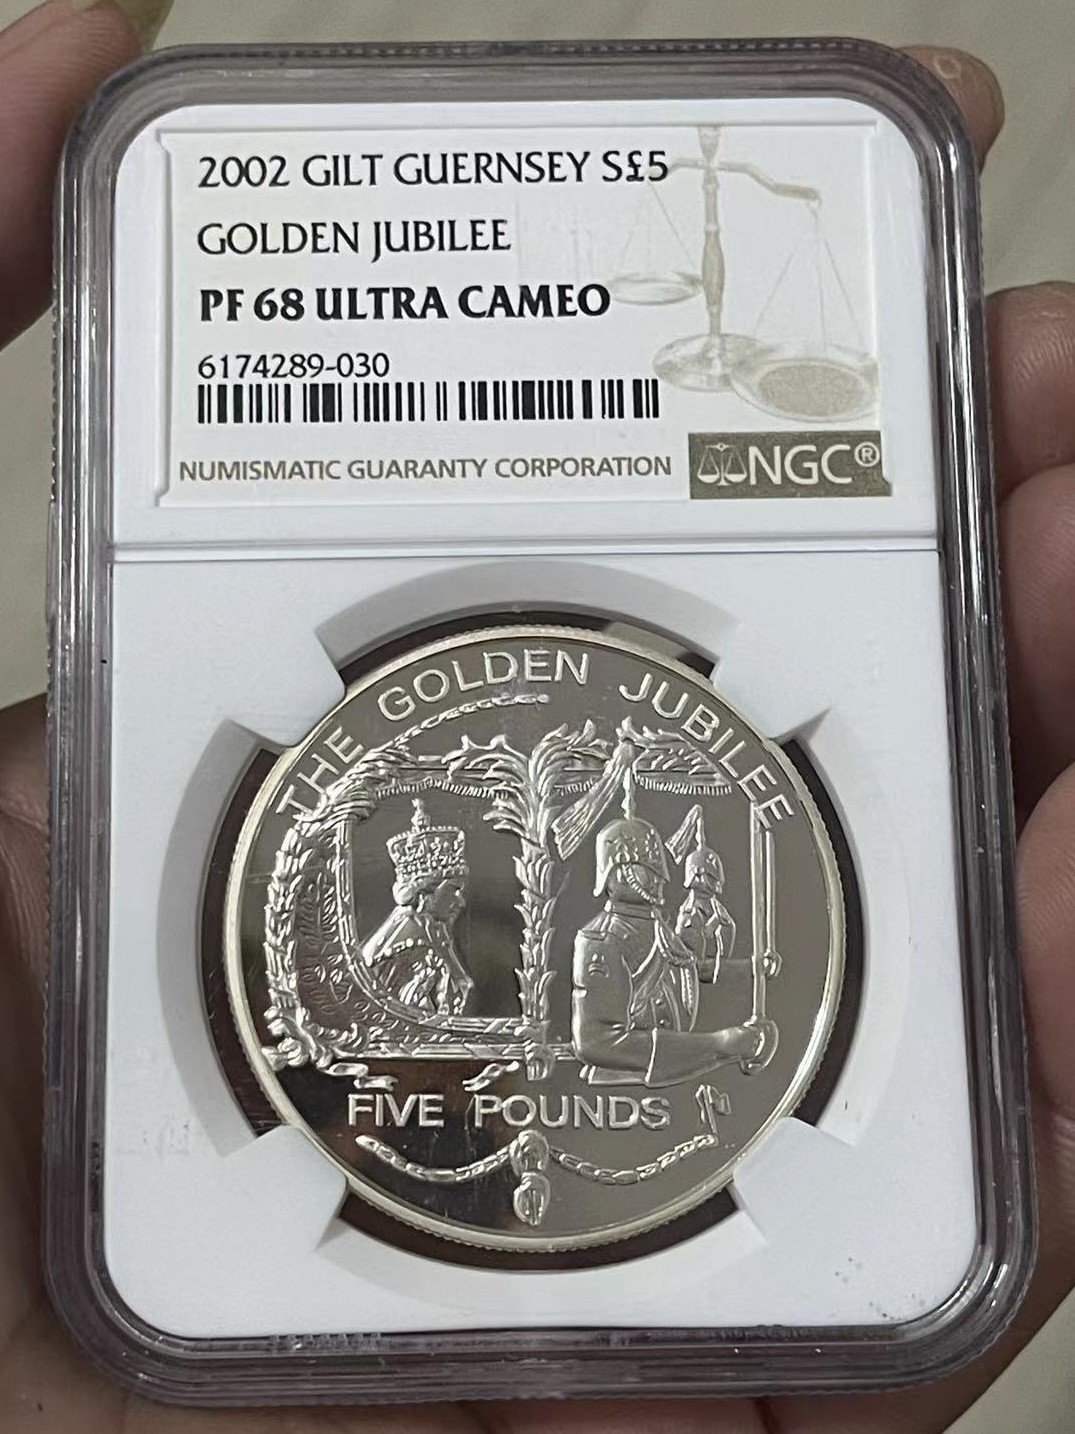 2002 GILT GUERNSEY S£5
GOLDEN JUBILEE
PF 68 ULTRA CAMEO
6174289-030
NUMISMATIC GUARANTY CORPORATION
NGC®
THE GOLDEN JUBILEE
FIVE POUNDS